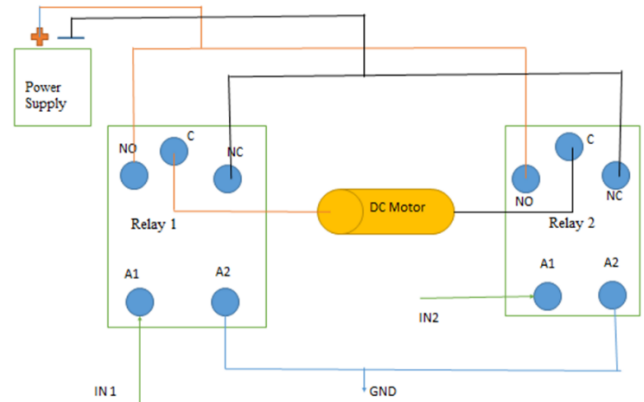 Power
Supply
NO
C
NC
Relay 1
A1
A2
IN 1
DC Motor
C
NO
NC
Relay 2
A1
A2
IN2
GND